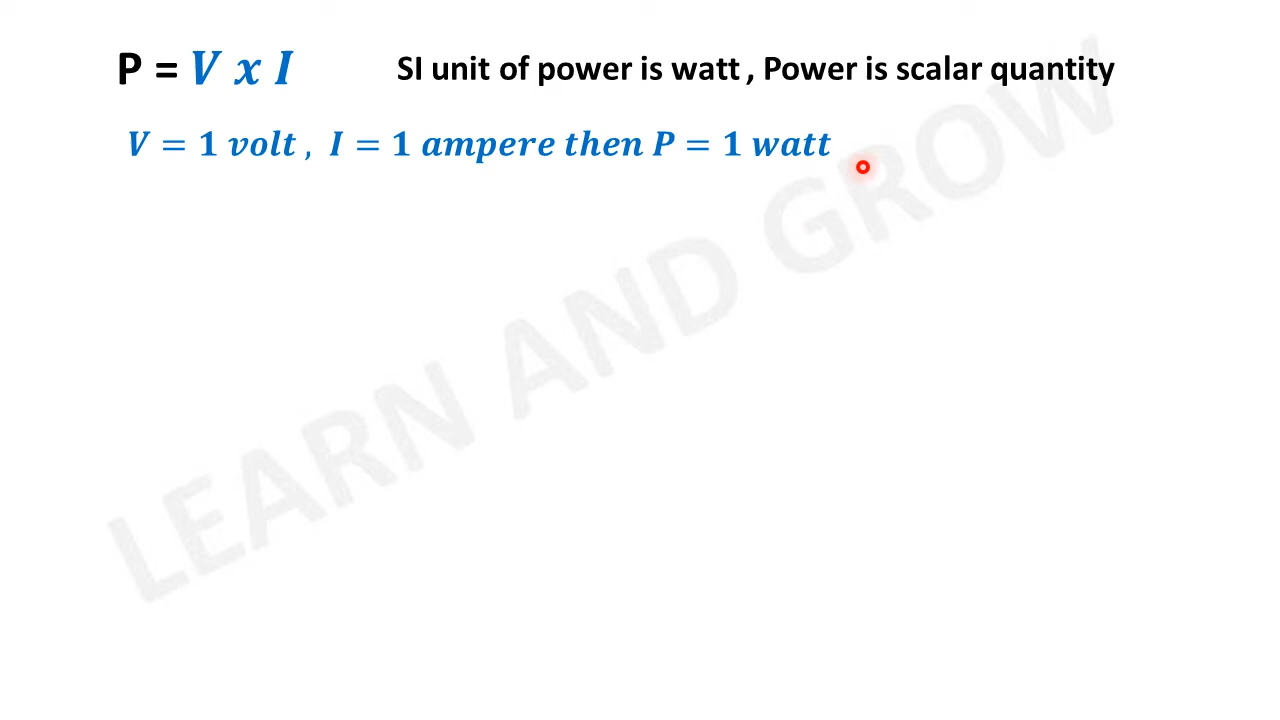 P = V x I SI unit of power is watt , Power is scalar quantity
V = 1 volt , I = 1 ampere then P = 1 watt
LEARN AND GROW